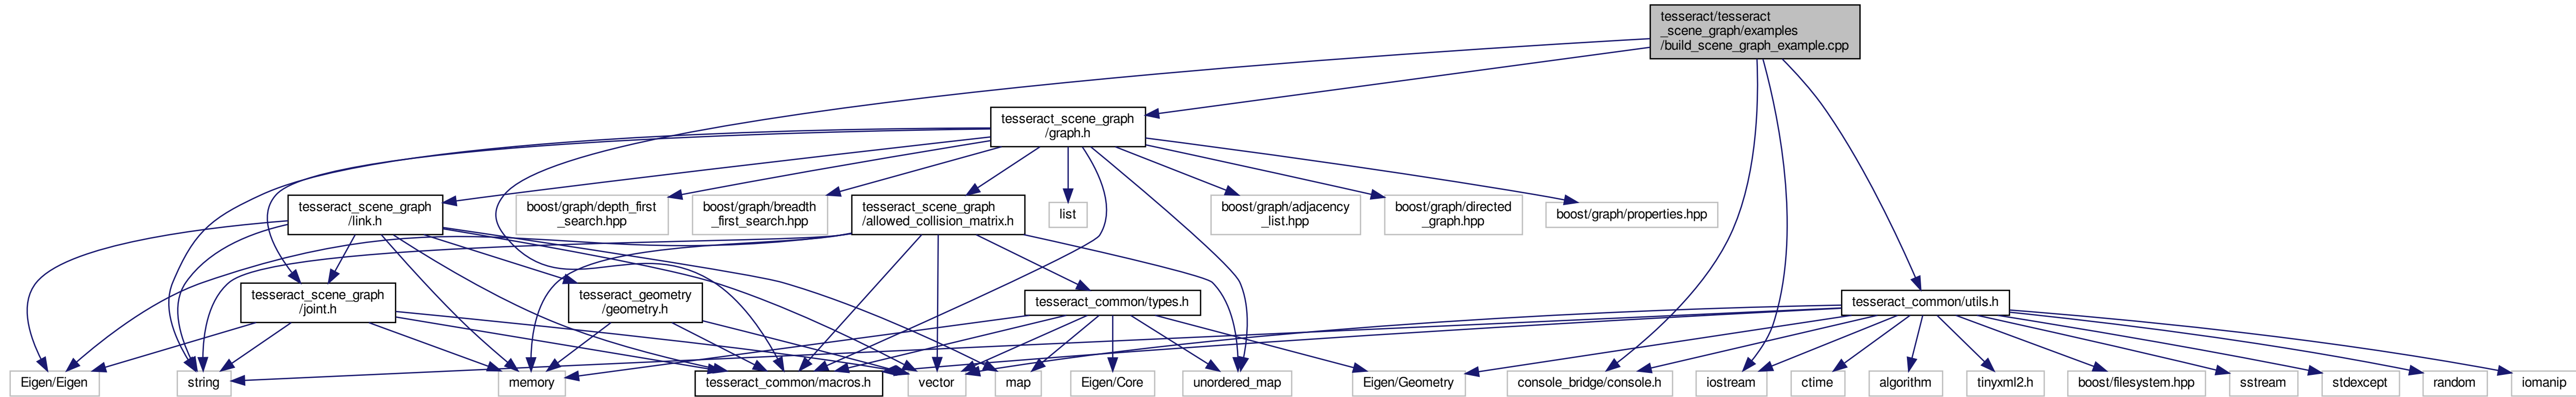 tesseract/tesseract
_scene_graph/examples
/build_scene_graph_example.cpp
tesseract_scene_graph
/graph.h
tesseract_scene_graph
/link.h
boost/graph/depth_first
_search.hpp
boost/graph/breadth
_first_search.hpp
tesseract_scene_graph
/allowed_collision_matrix.h
list
boost/graph/adjacency
_list.hpp
boost/graph/directed
_graph.hpp
boost/graph/properties.hpp
tesseract_scene_graph
/joint.h
tesseract_geometry
/geometry.h
tesseract_common/types.h
tesseract_common/utils.h
Eigen/Eigen
string
memory
tesseract_common/macros.h
vector
map
Eigen/Core
unordered_map
Eigen/Geometry
console_bridge/console.h
iostream
ctime
algorithm
tinyxml2.h
boost/filesystem.hpp
sstream
stdexcept
random
iomanip